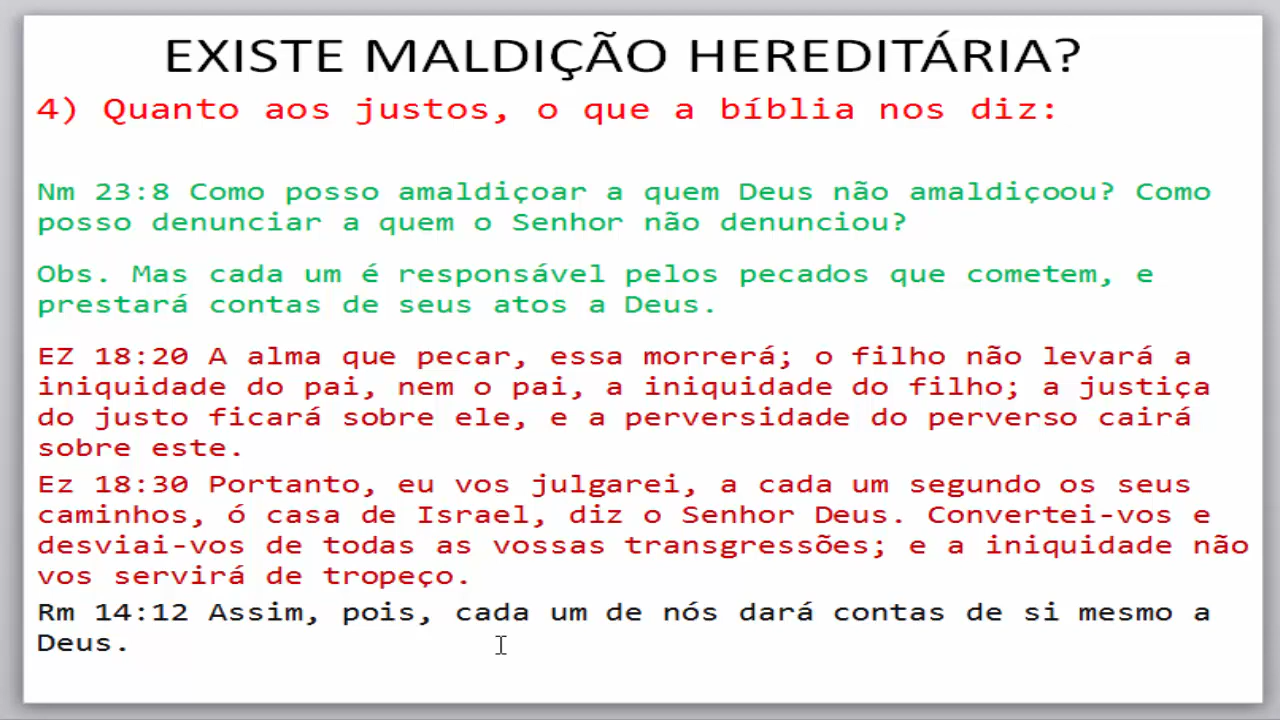 EXISTE MALDIÇÃO HEREDITÁRIA?
4) Quanto aos justos, o que a bíblia nos diz:
Nm 23:8 Como posso amaldiçoar a quem Deus não amaldiçoou? Como
posso denunciar a quem o Senhor não denunciou?
Obs. Mas cada um é responsável pelos pecados que cometem, e
prestará contas de seus atos a Deus.
EZ 18:20 A alma que pecar, essa morrerá; o filho não levará a
iniquidade do pai, nem o pai, a iniquidade do filho; a justiça
do justo ficará sobre ele, e a perversidade do perverso cairá
sobre este.
Ez 18:30 Portanto, eu vos julgarei, a cada um segundo os seus
caminhos, ó casa de Israel, diz o Senhor Deus. Convertei-vos e
desviai-vos de todas as vossas transgressões; e a iniquidade não
vos servirá de tropeço.
Rm 14:12 Assim, pois, cada um de nós dará contas de si mesmo a
Deus.